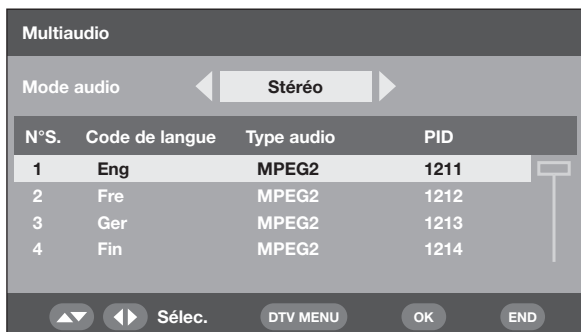 Multiaudio
Mode audio Stéréo
N°S. Code de langue Type audio PID
1 Eng MPEG2 1211
2 Fre MPEG2 1212
3 Ger MPEG2 1213
4 Fin MPEG2 1214
Sélec. DTV MENU OK END